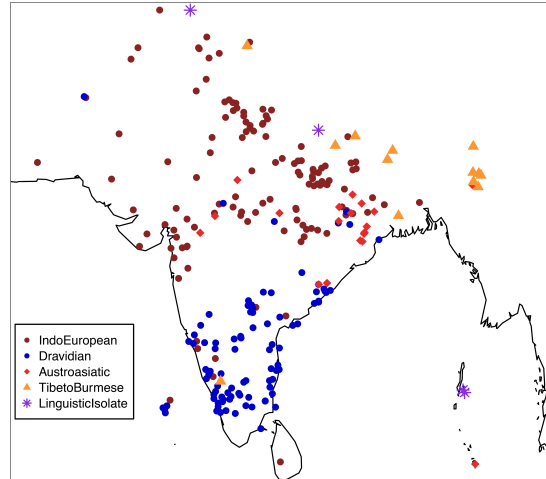 IndoEuropean
Dravidian
Austroasiatic
TibetoBurmese
LinguisticIsolate